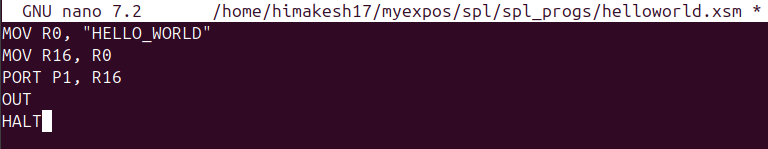 GNU nano 7.2 /home/himakesh17/myexpos/spl/spl_progs/helloworld.xsm *
MOV R0, "HELLO_WORLD"
MOV R16, R0
PORT P1, R16
OUT
HALT